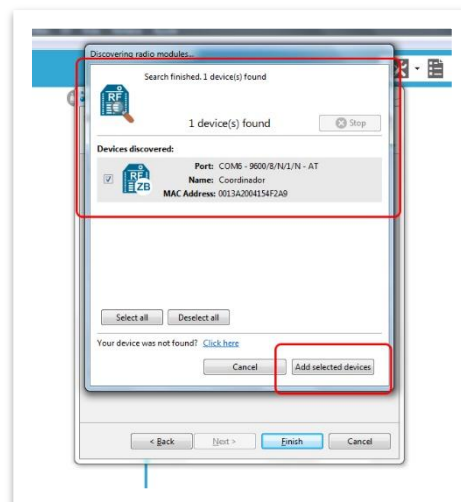 Discovering radio modules...
Search finished. 1 device(s) found
RF
1 device(s) found
Stop
Devices discovered:
Port: COM6 - 9600/8/N/1/N - AT
RF
ZB
Name: Coordinador
MAC Address: 0013A2004154F2A9
Select all
Deselect all
Your device was not found? Click here
Cancel
Add selected devices
< Back
Next >
Finish
Cancel